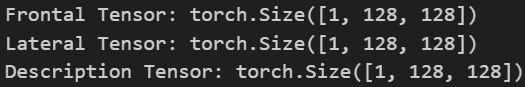 Frontal Tensor: torch.Size([1, 128, 128])
Lateral Tensor: torch.Size([1, 128, 128])
Description Tensor: torch.Size([1, 128, 128])